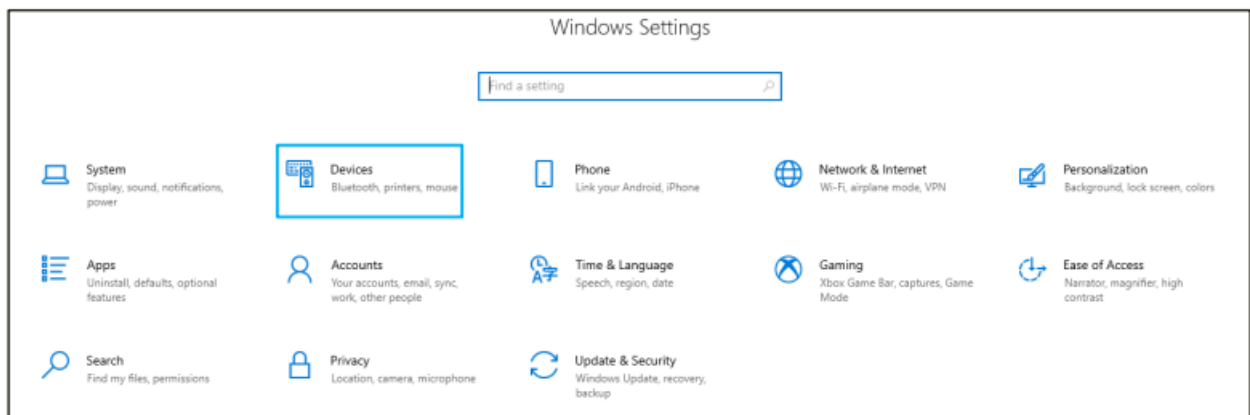 Windows Settings
Find a setting
System
Display, sound, notifications,
power
Devices
Bluetooth, printers, mouse
Phone
Link your Android, iPhone
Network & Internet
Wi-Fi, airplane mode, VPN
Personalization
Background, lock screen, colors
Apps
Uninstall, defaults, optional
features
Accounts
Your accounts, email, sync,
work, other people
Time & Language
Speech, region, date
Gaming
Xbox Game Bar, captures, Game
Mode
Ease of Access
Narrator, magnifier, high
contrast
Search
Find my files, permissions
Privacy
Location, camera, microphone
Update & Security
Windows Update, recovery,
backup